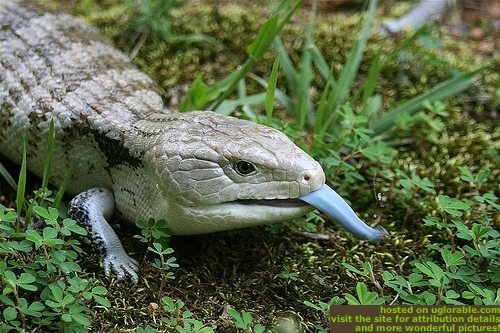 hosted on uglorable.com
visit the site for attribution details
and more wonderful pictures